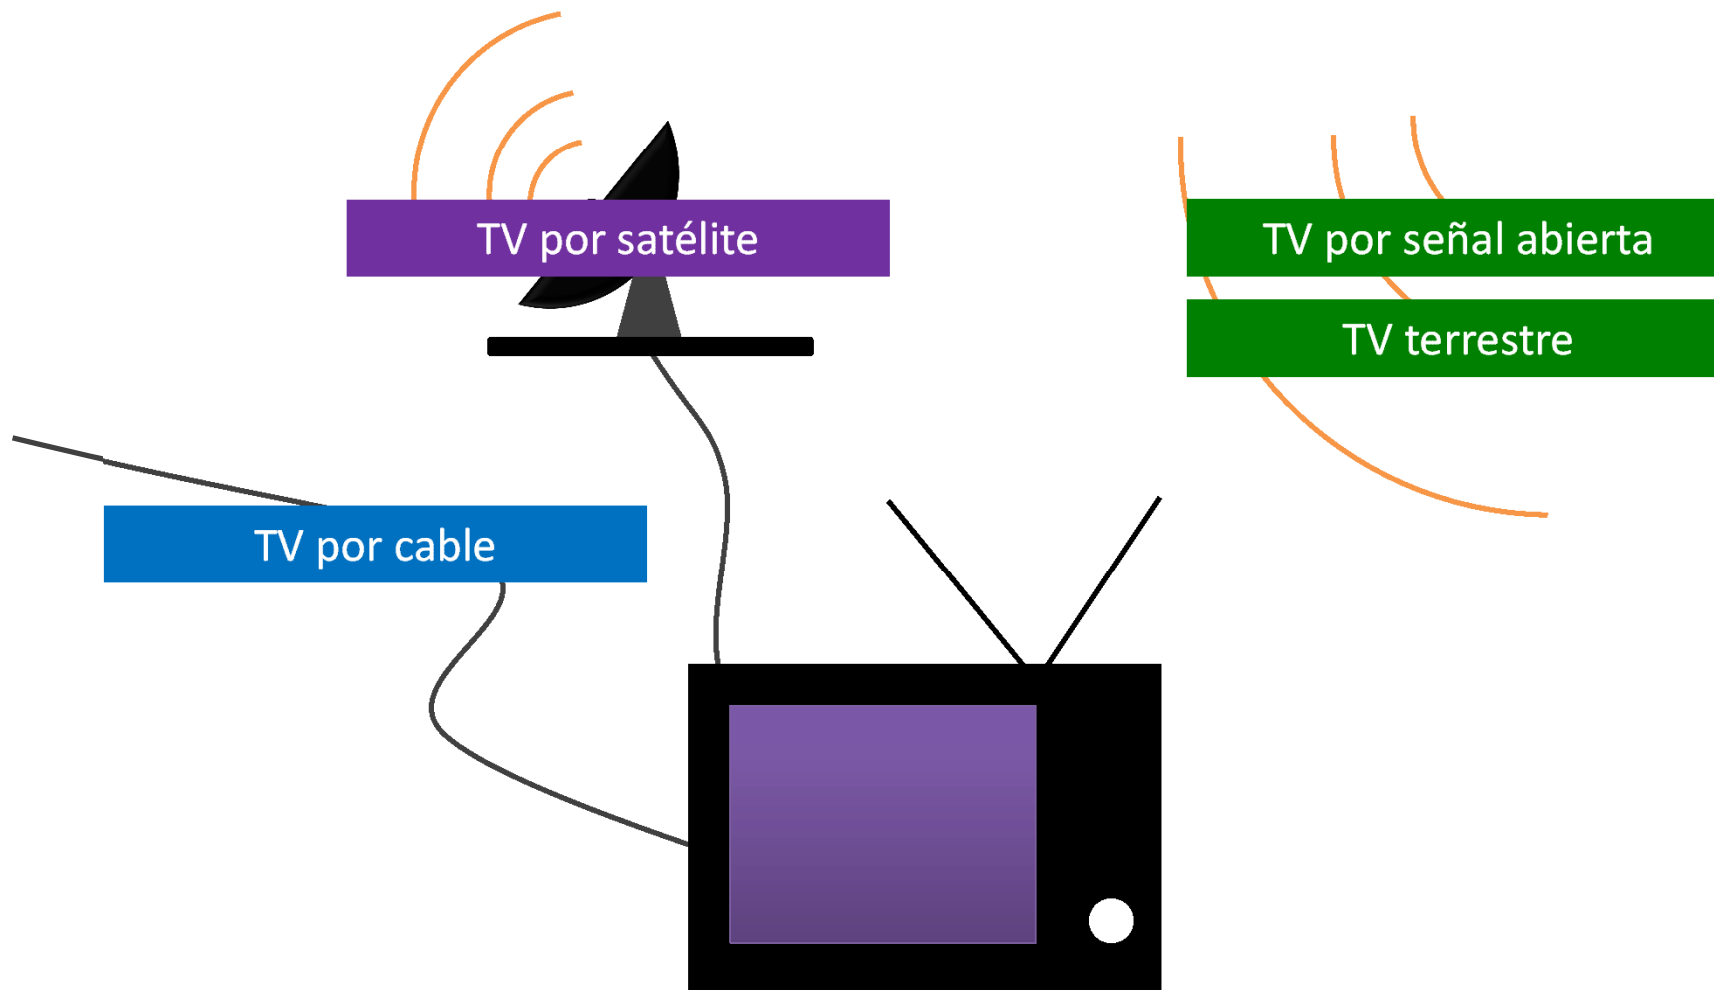 TV por satélite
TV por señal abierta
TV terrestre
TV por cable